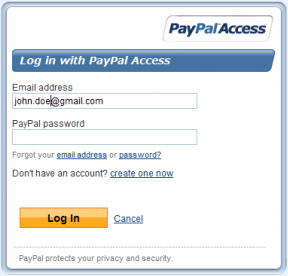 PayPal Access
Log in with PayPal Access
Email address
john.doe@gmail.com
PayPal password
Forgot your email address or password?
Don't have an account? create one now
Log In Cancel
PayPal protects your privacy and security.